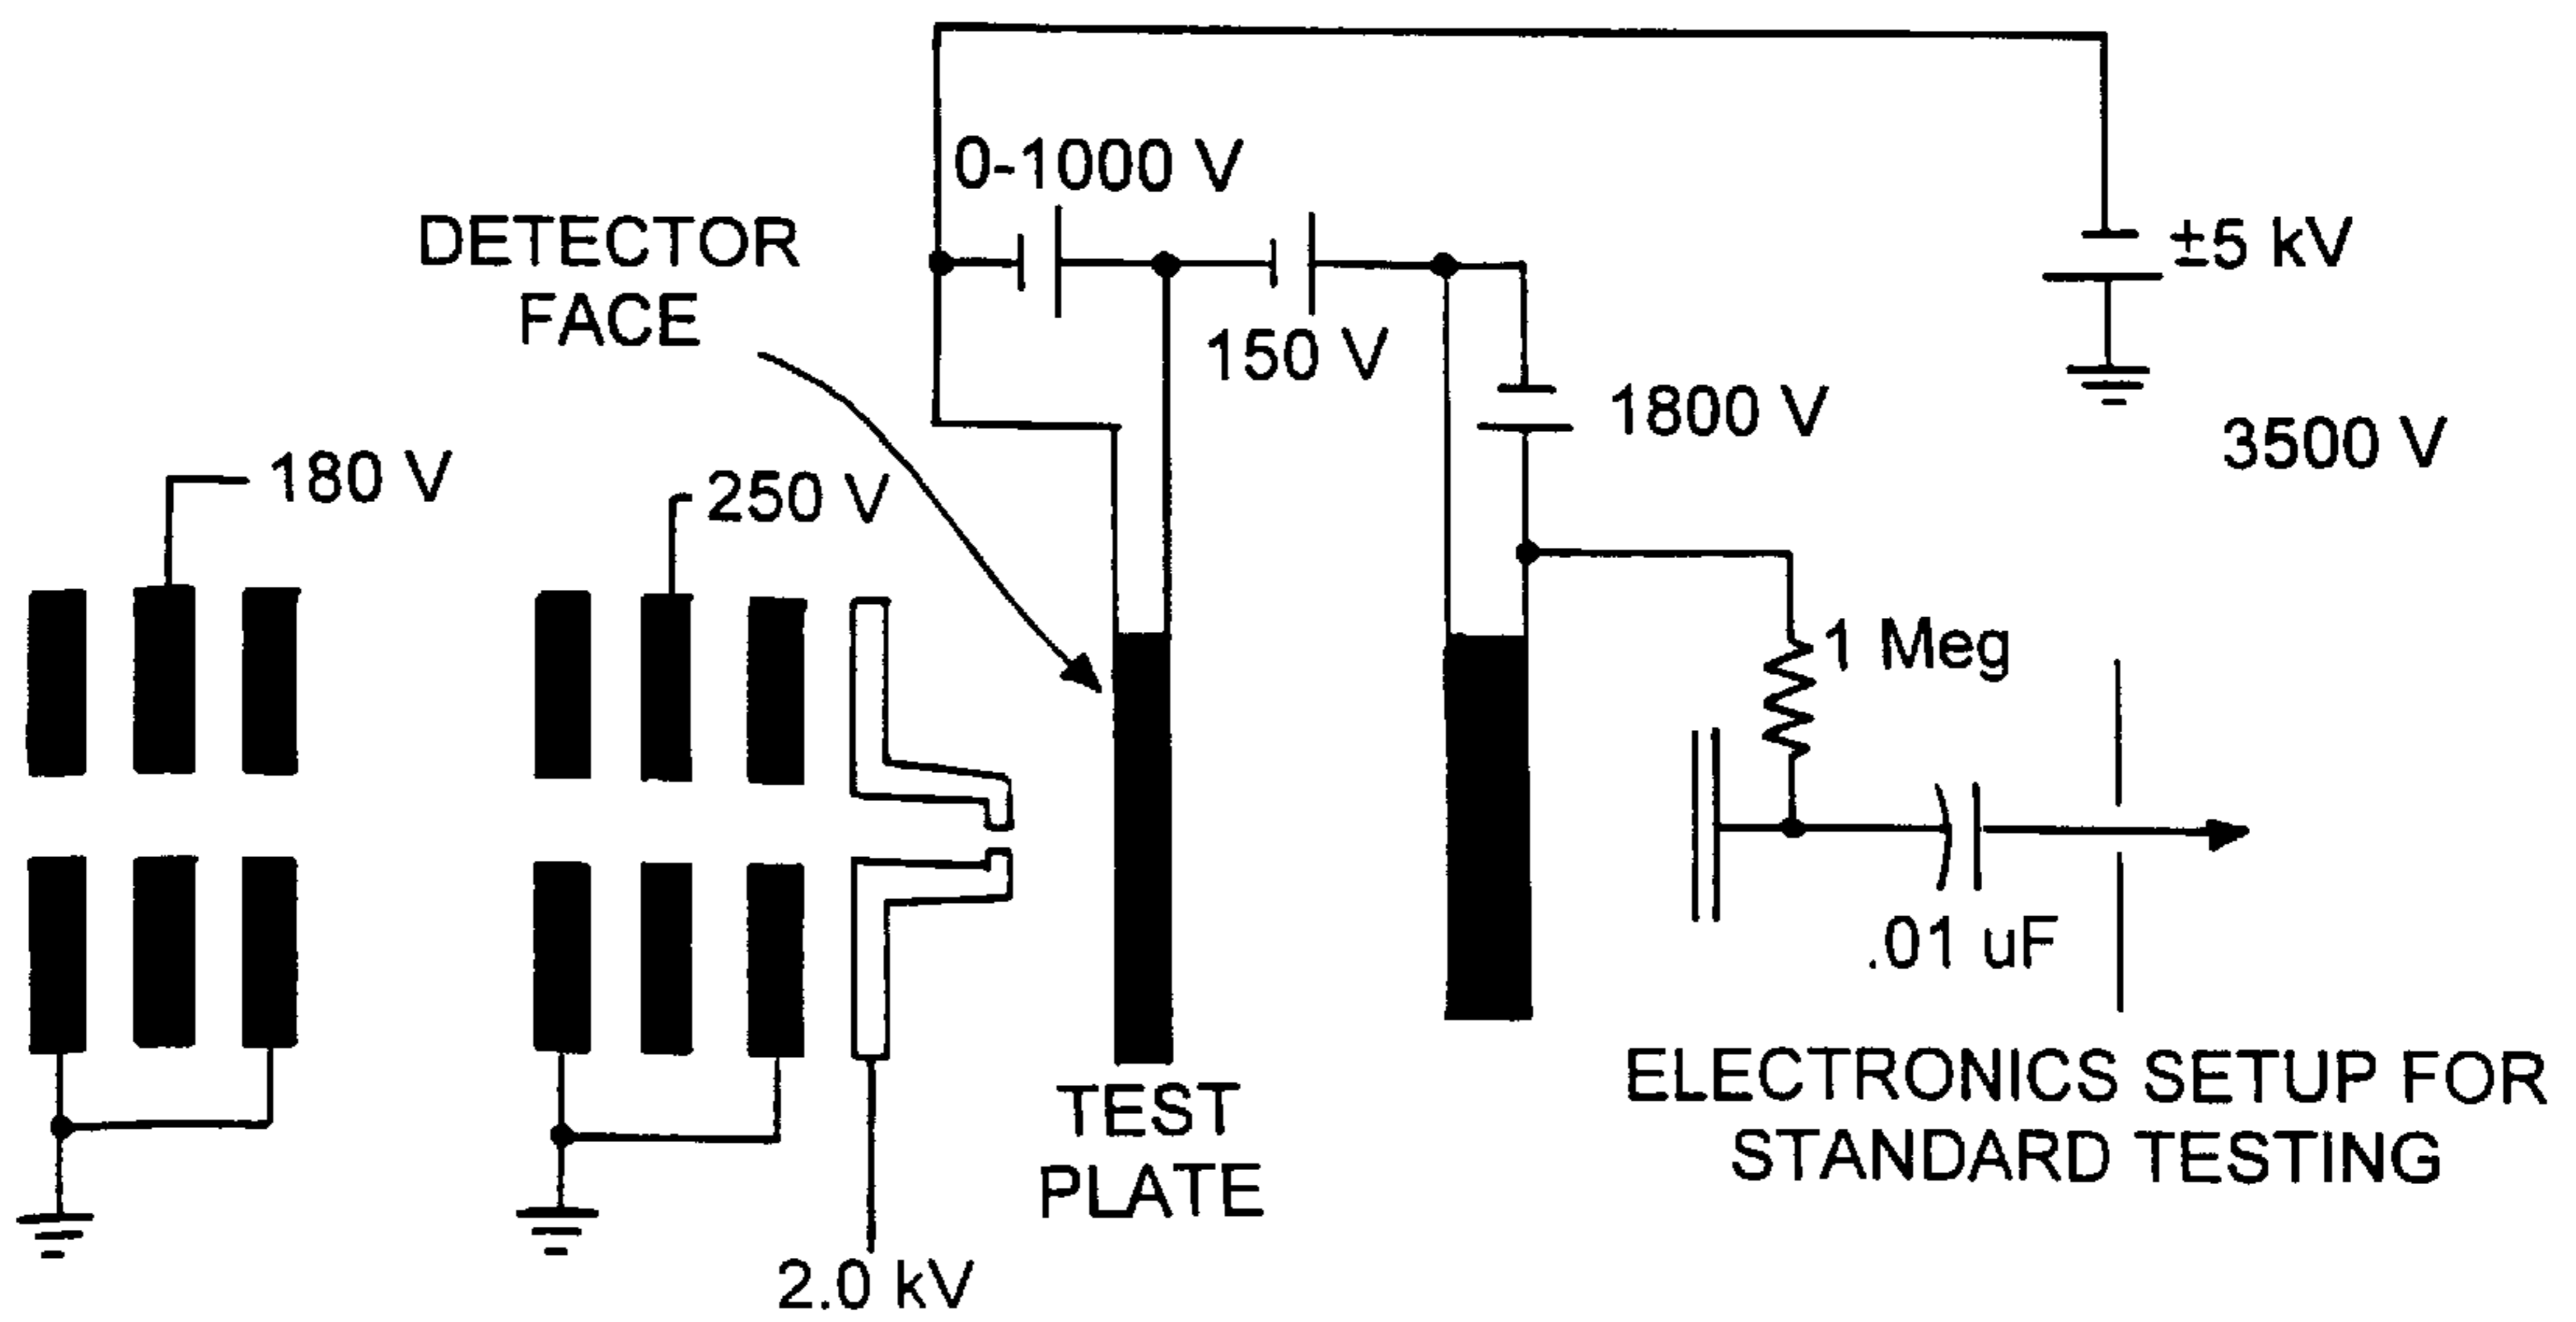 0-1000 V
DETECTOR
FACE
±5 kV
150 V
1800 V
3500 V
180 V
250 V
1 Meg
.01 uF
TEST
PLATE
ELECTRONICS SETUP FOR
STANDARD TESTING
2.0 kV